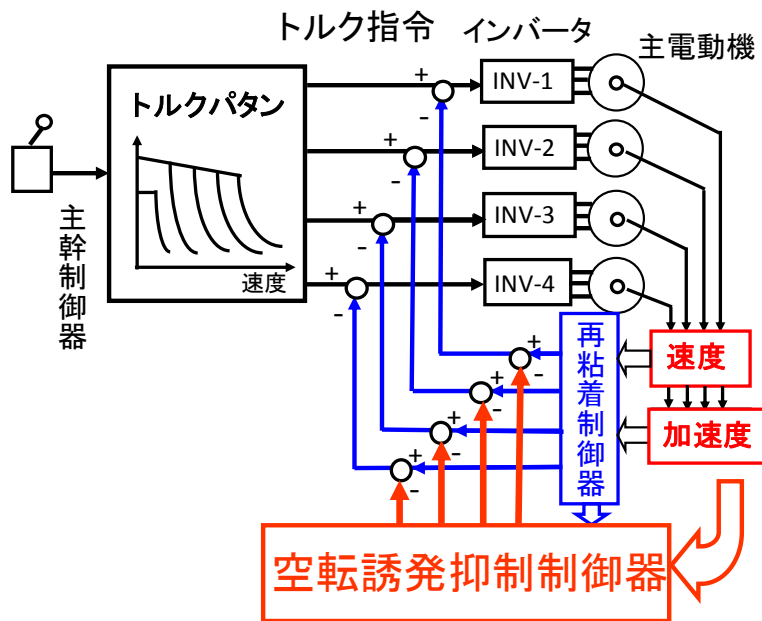 トルク指令
インバータ
主電動機
トルクパタン
速度
主幹制御器
+
-
INV-1
+
-
INV-2
+
-
INV-3
+
-
INV-4
再粘着制御器
速度
加速度
+
-
+
-
+
-
+
-
空転誘発抑制制御器